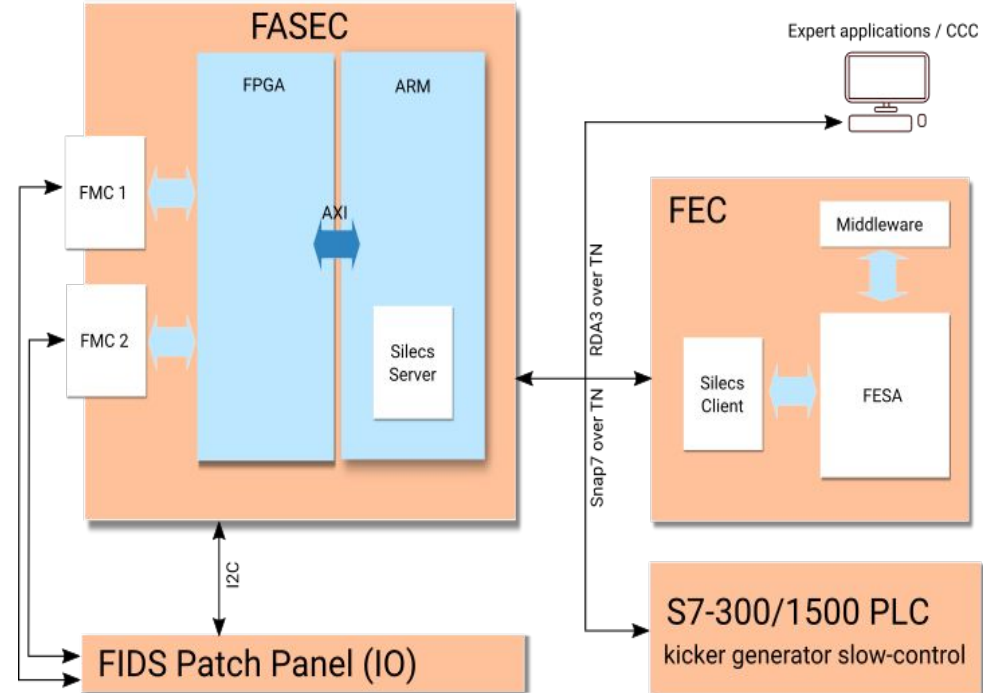 FASEC
FPGA
ARM
FMC 1
AXI
FMC 2
Silecs
Server
I2C
FIDS Patch Panel (IO)
Expert applications / CCC
RDA3 over TN
Snap7 over TN
FEC
Middleware
Silecs
Client
FESA
S7-300/1500 PLC
kicker generator slow-control